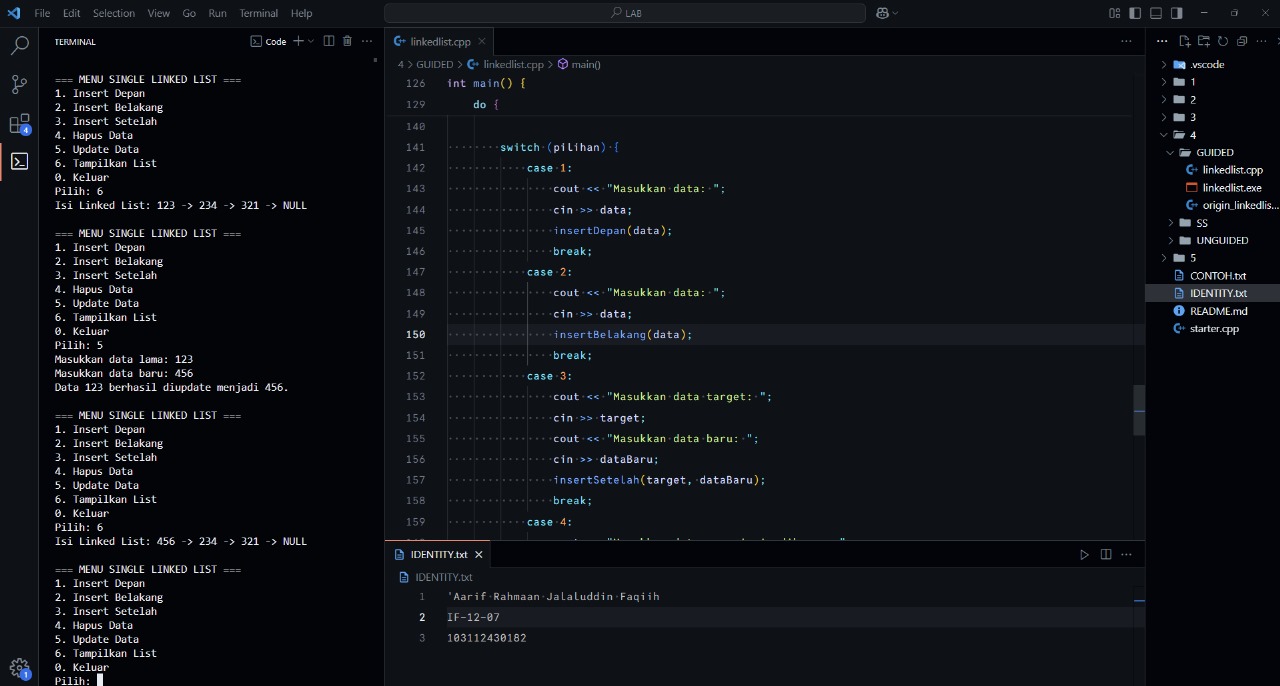 File Edit Selection View Go Run Terminal Help
LAB
TERMINAL
Code
=== MENU SINGLE LINKED LIST ===
1. Insert Depan
2. Insert Belakang
3. Insert Setelah
4. Hapus Data
5. Update Data
6. Tampilkan List
0. Keluar
Pilih: 6
Isi Linked List: 123 -> 234 -> 321 -> NULL
=== MENU SINGLE LINKED LIST ===
1. Insert Depan
2. Insert Belakang
3. Insert Setelah
4. Hapus Data
5. Update Data
6. Tampilkan List
0. Keluar
Pilih: 5
Masukkan data lama: 123
Masukkan data baru: 456
Data 123 berhasil diupdate menjadi 456.
=== MENU SINGLE LINKED LIST ===
1. Insert Depan
2. Insert Belakang
3. Insert Setelah
4. Hapus Data
5. Update Data
6. Tampilkan List
0. Keluar
Pilih: 6
Isi Linked List: 456 -> 234 -> 321 -> NULL
=== MENU SINGLE LINKED LIST ===
1. Insert Depan
2. Insert Belakang
3. Insert Setelah
4. Hapus Data
5. Update Data
6. Tampilkan List
0. Keluar
Pilih:
4
1
linkedlist.cpp
4 > GUIDED > linkedlist.cpp > main()
126 int main() {
129 do {
140
141 switch (pilihan) {
142 case 1:
143 cout << "Masukkan data: ";
144 cin >> data;
145 insertDepan(data);
146 break;
147 case 2:
148 cout << "Masukkan data: ";
149 cin >> data;
150 insertBelakang(data);
151 break;
152 case 3:
153 cout << "Masukkan data target: ";
154 cin >> target;
155 cout << "Masukkan data baru: ";
156 cin >> dataBaru;
157 insertSetelah(target, dataBaru);
158 break;
159 case 4:
IDENTITY.txt
IDENTITY.txt
1 'Aarif Rahmaan Jalaluddin Faqiih
2 IF-12-07
3 103112430182
.vscode
1
2
3
4
GUIDED
linkedlist.cpp
linkedlist.exe
origin_linkedlis...
SS
UNGUIDED
5
CONTOH.txt
IDENTITY.txt
README.md
starter.cpp